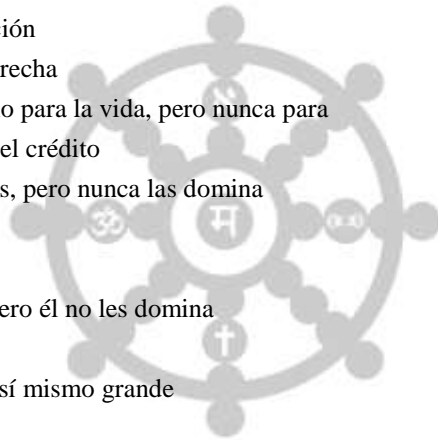 ción
recha
o para la vida, pero nunca para
el crédito
s, pero nunca las domina
ॐ
म
ero él no les domina
sí mismo grande